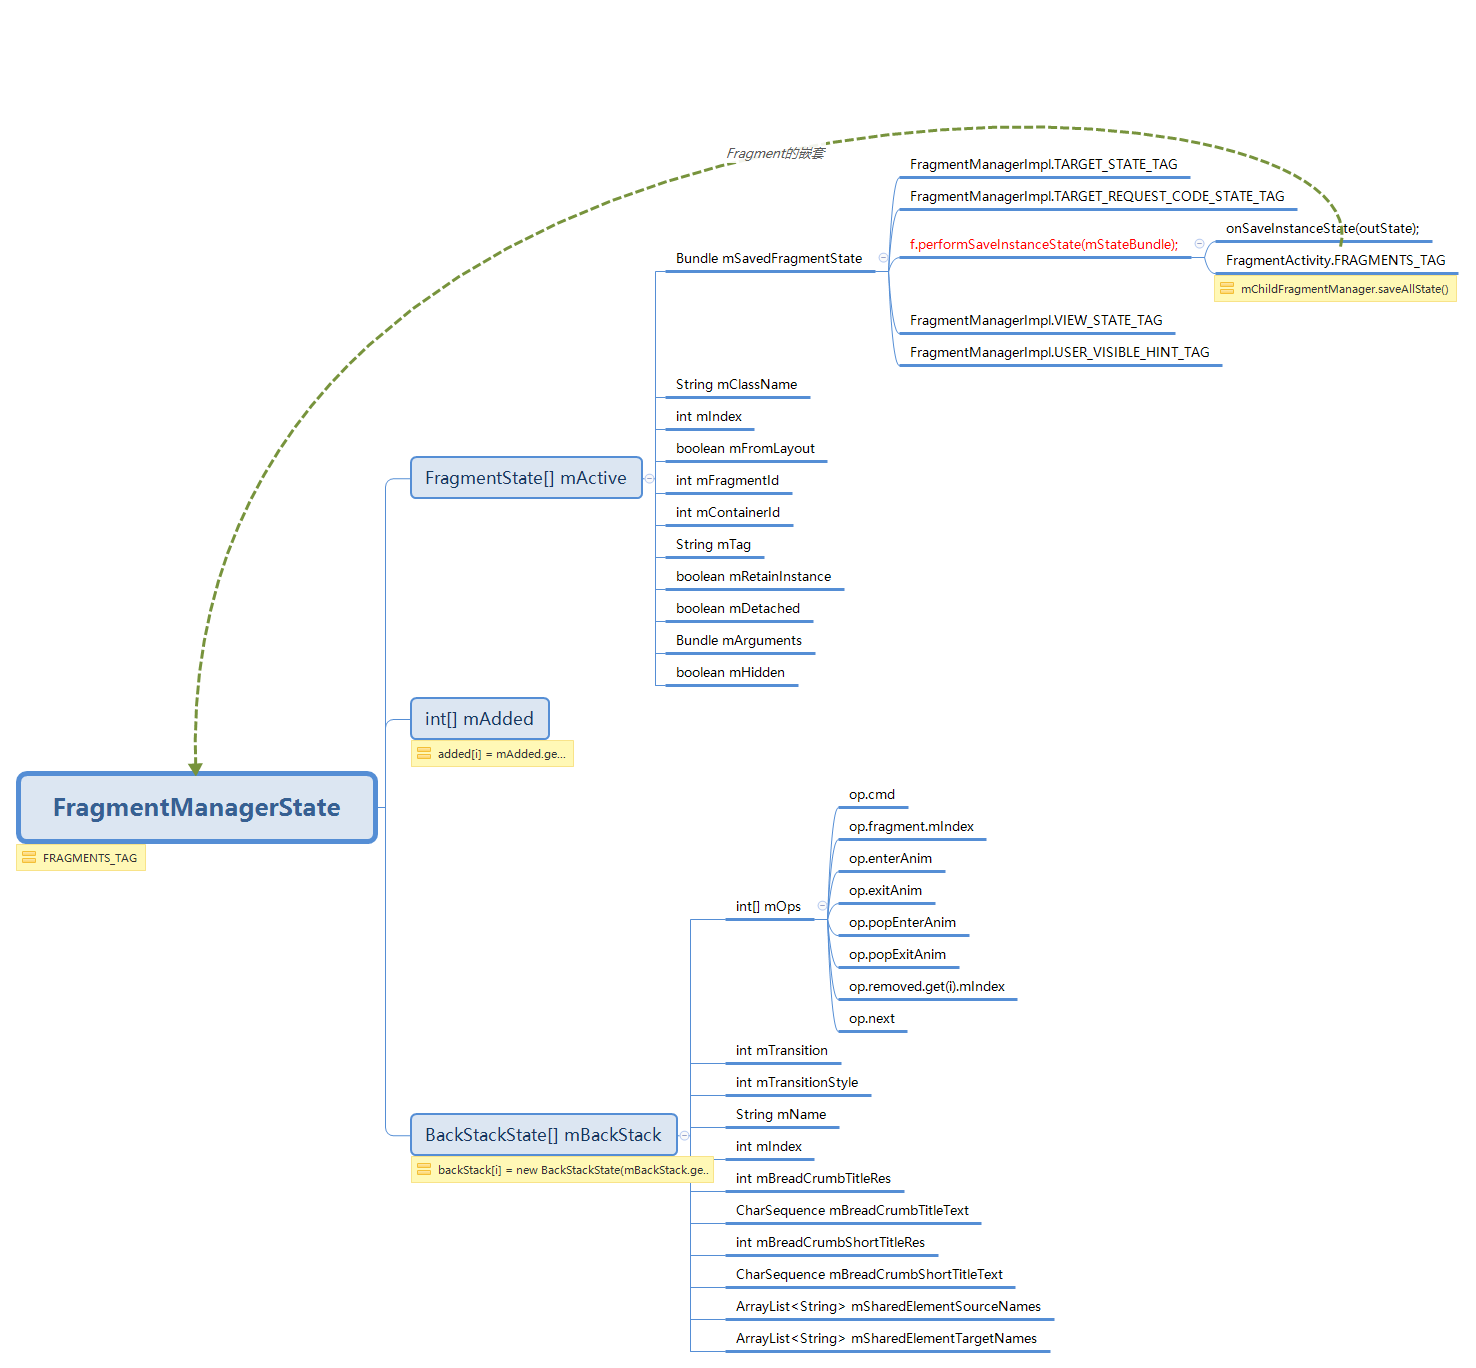 Fragment的嵌套
FragmentManagerState
FRAGMENTS_TAG
FragmentState[] mActive
Bundle mSavedFragmentState
FragmentManagerImpl.TARGET_STATE_TAG
FragmentManagerImpl.TARGET_REQUEST_CODE_STATE_TAG
f.performSaveInstanceState(mStateBundle);
onSaveInstanceState(outState);
FragmentActivity.FRAGMENTS_TAG
mChildFragmentManager.saveAllState()
FragmentManagerImpl.VIEW_STATE_TAG
FragmentManagerImpl.USER_VISIBLE_HINT_TAG
String mClassName
int mIndex
boolean mFromLayout
int mFragmentId
int mContainerId
String mTag
boolean mRetainInstance
boolean mDetached
Bundle mArguments
boolean mHidden
int[] mAdded
added[i] = mAdded.ge...
BackStackState[] mBackStack
backStack[i] = new BackStackState(mBackStack.ge..
int[] mOps
op.cmd
op.fragment.mIndex
op.enterAnim
op.exitAnim
op.popEnterAnim
op.popExitAnim
op.removed.get(i).mIndex
op.next
int mTransition
int mTransitionStyle
String mName
int mIndex
int mBreadCrumbTitleRes
CharSequence mBreadCrumbTitleText
int mBreadCrumbShortTitleRes
CharSequence mBreadCrumbShortTitleText
ArrayList<String> mSharedElementSourceNames
ArrayList<String> mSharedElementTargetNames